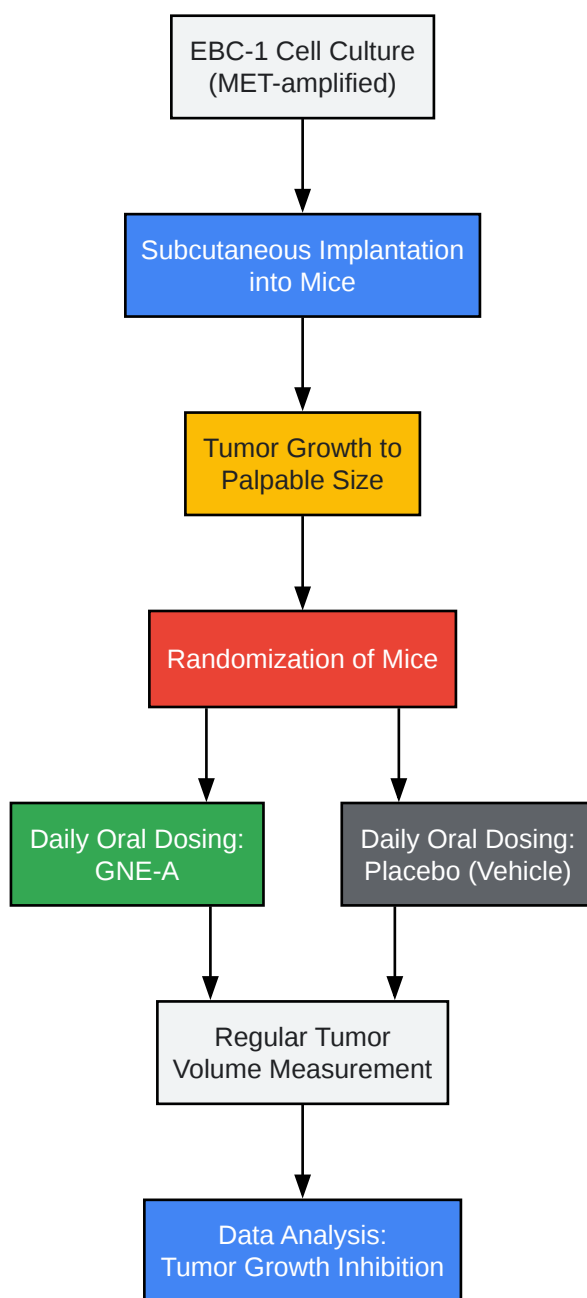 EBC-1 Cell Culture
(MET-amplified)
Subcutaneous Implantation
into Mice
Tumor Growth to
Palpable Size
Randomization of Mice
Daily Oral Dosing:
GNE-A
Daily Oral Dosing:
Placebo (Vehicle)
Regular Tumor
Volume Measurement
Data Analysis:
Tumor Growth Inhibition